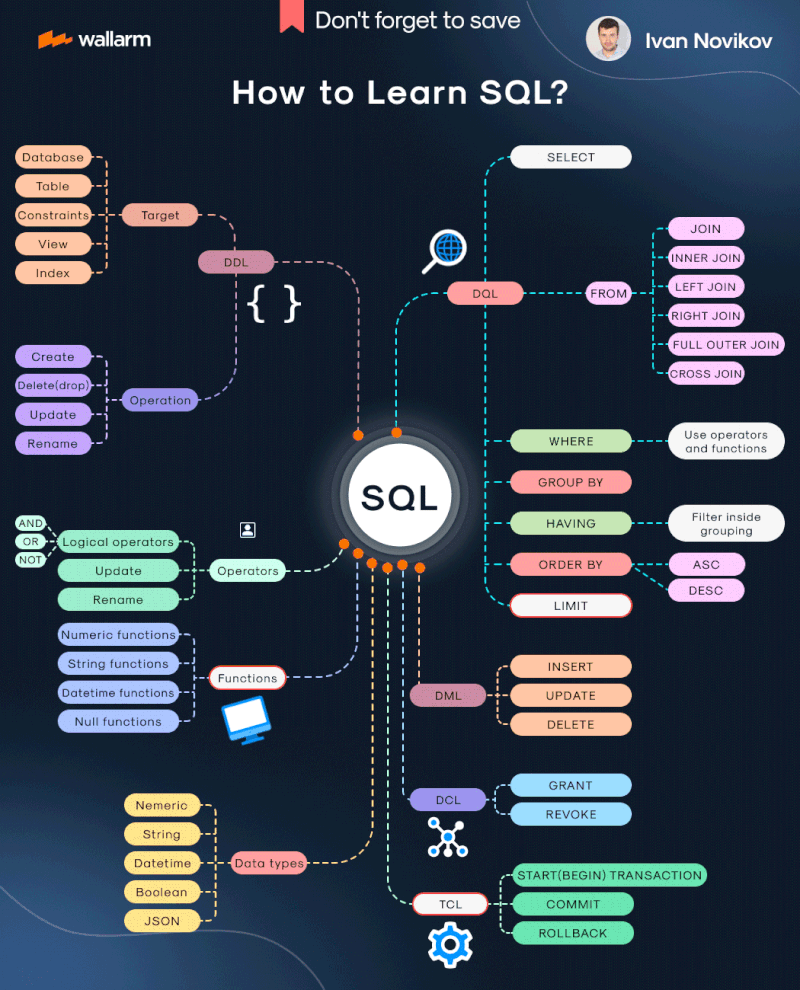 Don't forget to save
wallarm
Ivan Novikov
How to Learn SQL?
Database
Table
Constraints
View
Index
Target
DDL
{ }
Create
Delete(drop)
Update
Rename
Operation
SELECT
DQL
FROM
JOIN
INNER JOIN
LEFT JOIN
RIGHT JOIN
FULL OUTER JOIN
CROSS JOIN
WHERE
Use operators
and functions
GROUP BY
HAVING
Filter inside
grouping
ORDER BY
ASC
DESC
LIMIT
SQL
AND
OR
NOT
Logical operators
Update
Rename
Operators
Numeric functions
String functions
Datetime functions
Null functions
Functions
Nemeric
String
Datetime
Boolean
JSON
Data types
DML
INSERT
UPDATE
DELETE
DCL
GRANT
REVOKE
TCL
START(BEGIN) TRANSACTION
COMMIT
ROLLBACK